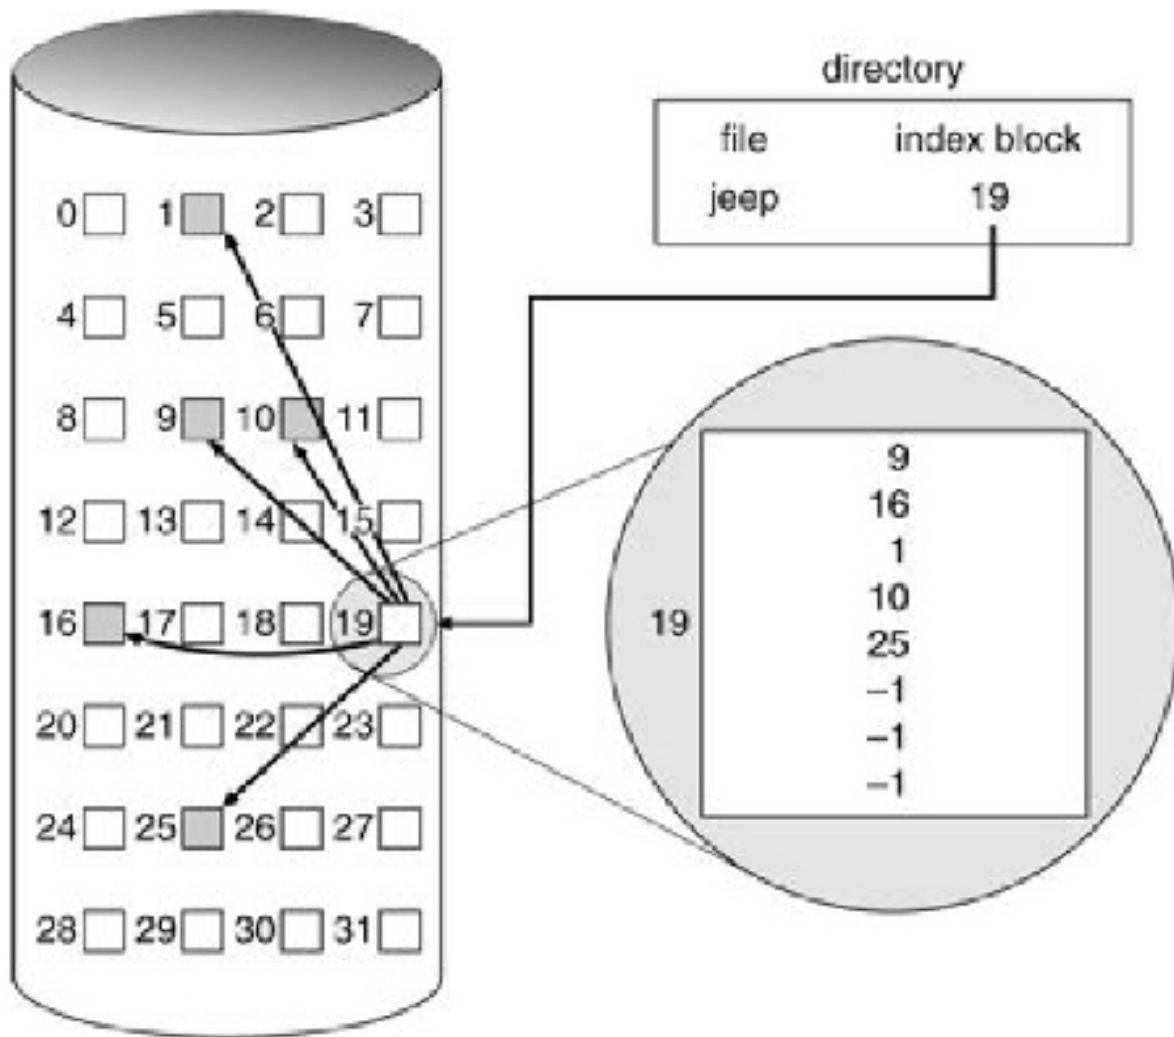 directory
file index block
jeep 19
0 1 2 3
4 5 6 7
8 9 10 11
12 13 14 15
16 17 18 19
20 21 22 23
24 25 26 27
28 29 30 31
19
9
16
1
10
25
–1
–1
–1